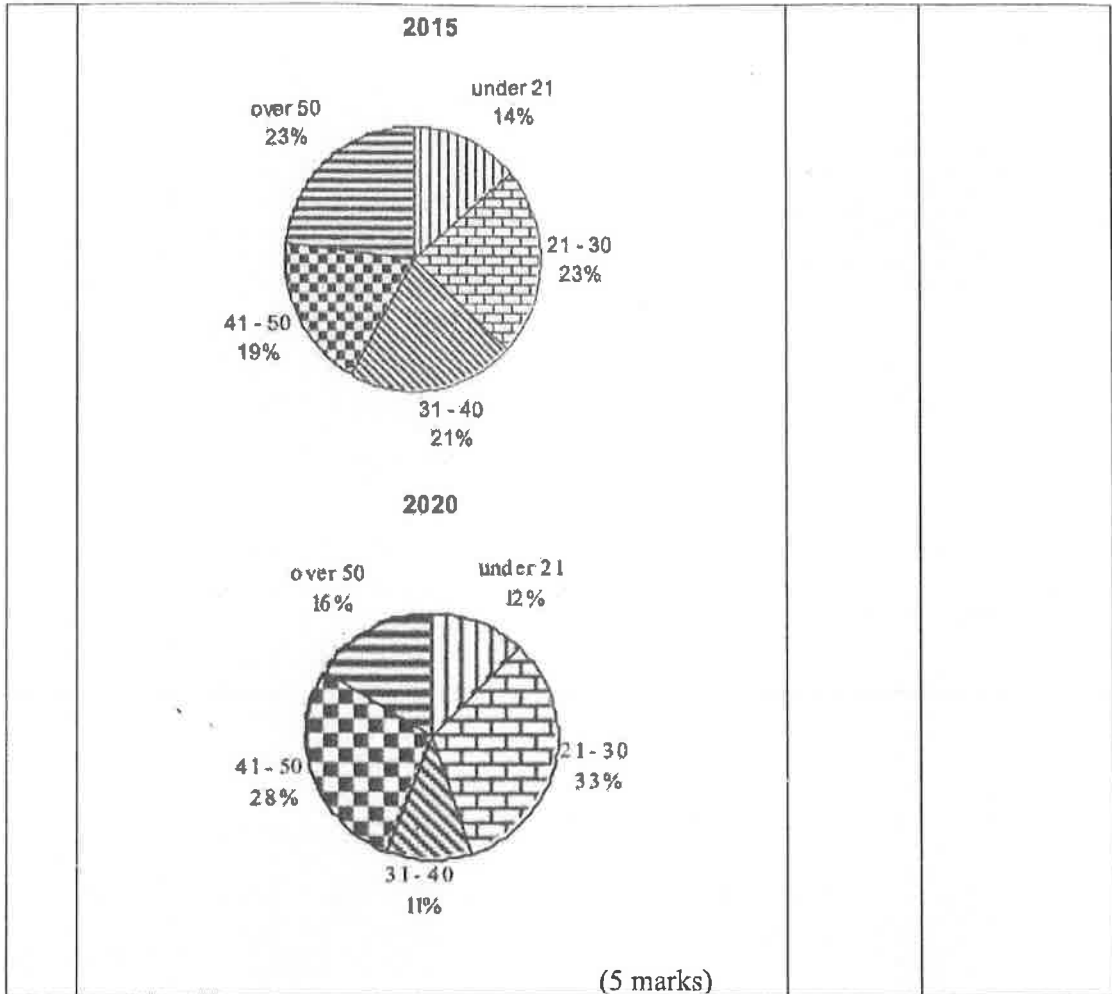 2015
under 21
14%
over 50
23%
21 - 30
23%
41 - 50
19%
31 - 40
21%
2020
over 50
16%
under 21
12%
21 - 30
33%
41 - 50
28%
31 - 40
11%
(5 marks)